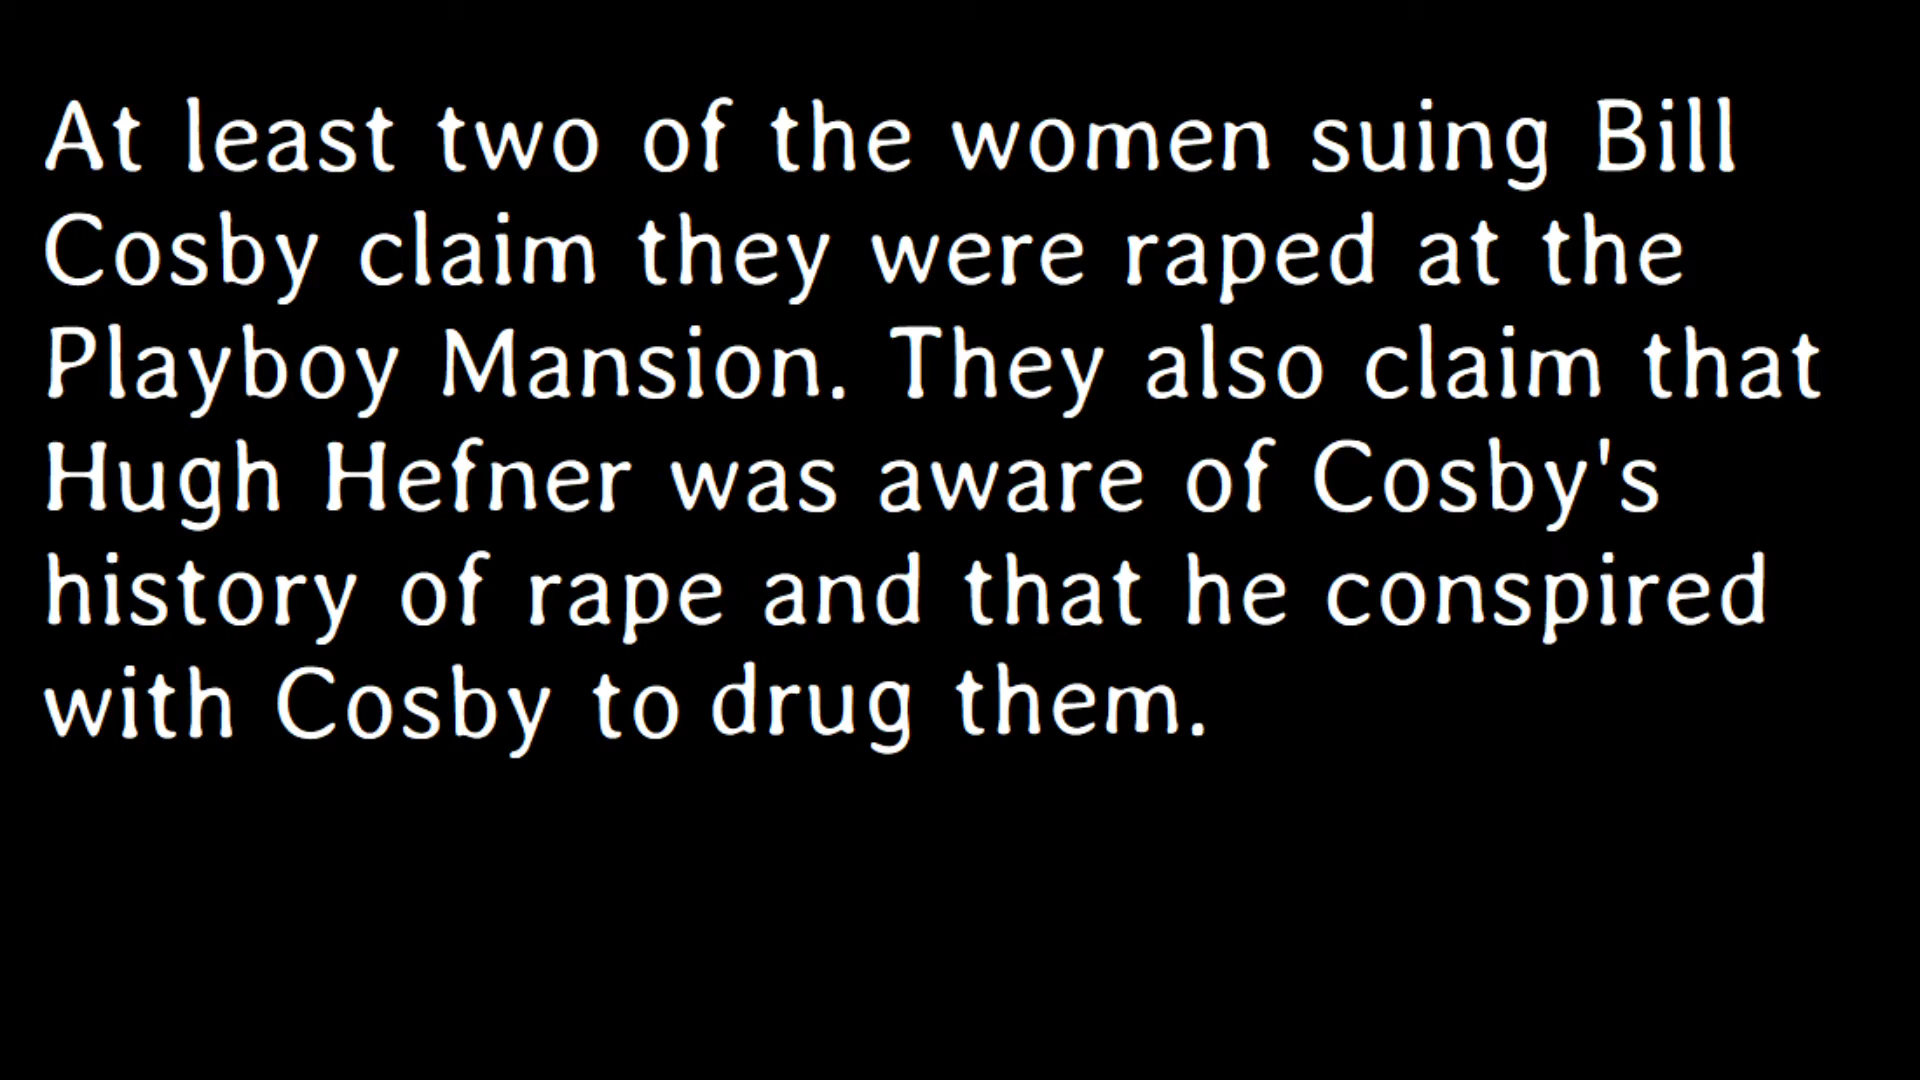 At least two of the women suing Bill
Cosby claim they were raped at the
Playboy Mansion. They also claim that
Hugh Hefner was aware of Cosby's
history of rape and that he conspired
with Cosby to drug them.